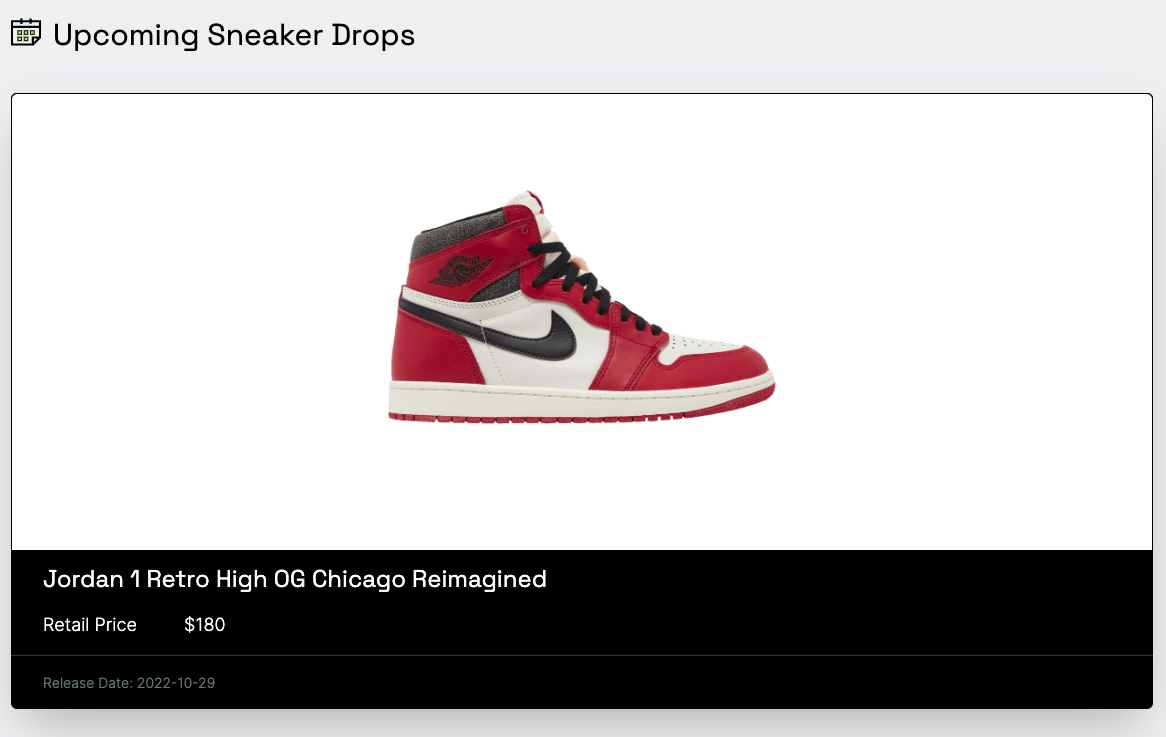 Upcoming Sneaker Drops
Jordan 1 Retro High OG Chicago Reimagined
Retail Price $180
Release Date: 2022-10-29